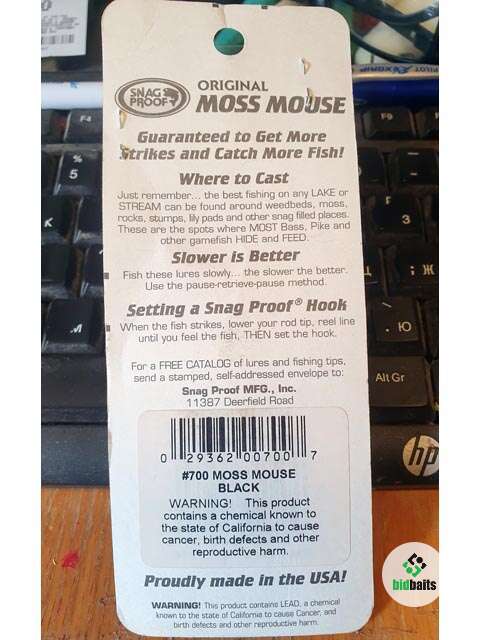 SNAG
PROOF
ORIGINAL
MOSS MOUSE
Guaranteed to Get More
Strikes and Catch More Fish!
Where to Cast
Just remember... the best fishing on any LAKE or
STREAM can be found around weedbeds, moss,
rocks, stumps, lily pads and other snag filled places.
These are the spots where MOST Bass, Pike and
other gamefish HIDE and FEED.
Slower is Better
Fish these lures slowly... the slower the better.
Use the pause-retrieve-pause method.
Setting a Snag Proof® Hook
When the fish strikes, lower your rod tip, reel line
until you feel the fish, THEN set the hook.
For a FREE CATALOG of lures and fishing tips,
send a stamped, self-addressed envelope to:
Snag Proof MFG., Inc.
11387 Deerfield Road
0 29362 00700 7
#700 MOSS MOUSE
BLACK
WARNING! This product
contains a chemical known to
the state of California to cause
cancer, birth defects and other
reproductive harm.
Proudly made in the USA!
WARNING! This product contains LEAD, a chemical
known to the state of California to cause Cancer, and
birth defects and other reproductive harm.
PILOT
F4
F9
F10
%
5
K
3
; Ж
M
. Ю
Alt Gr
hp
bidbaits